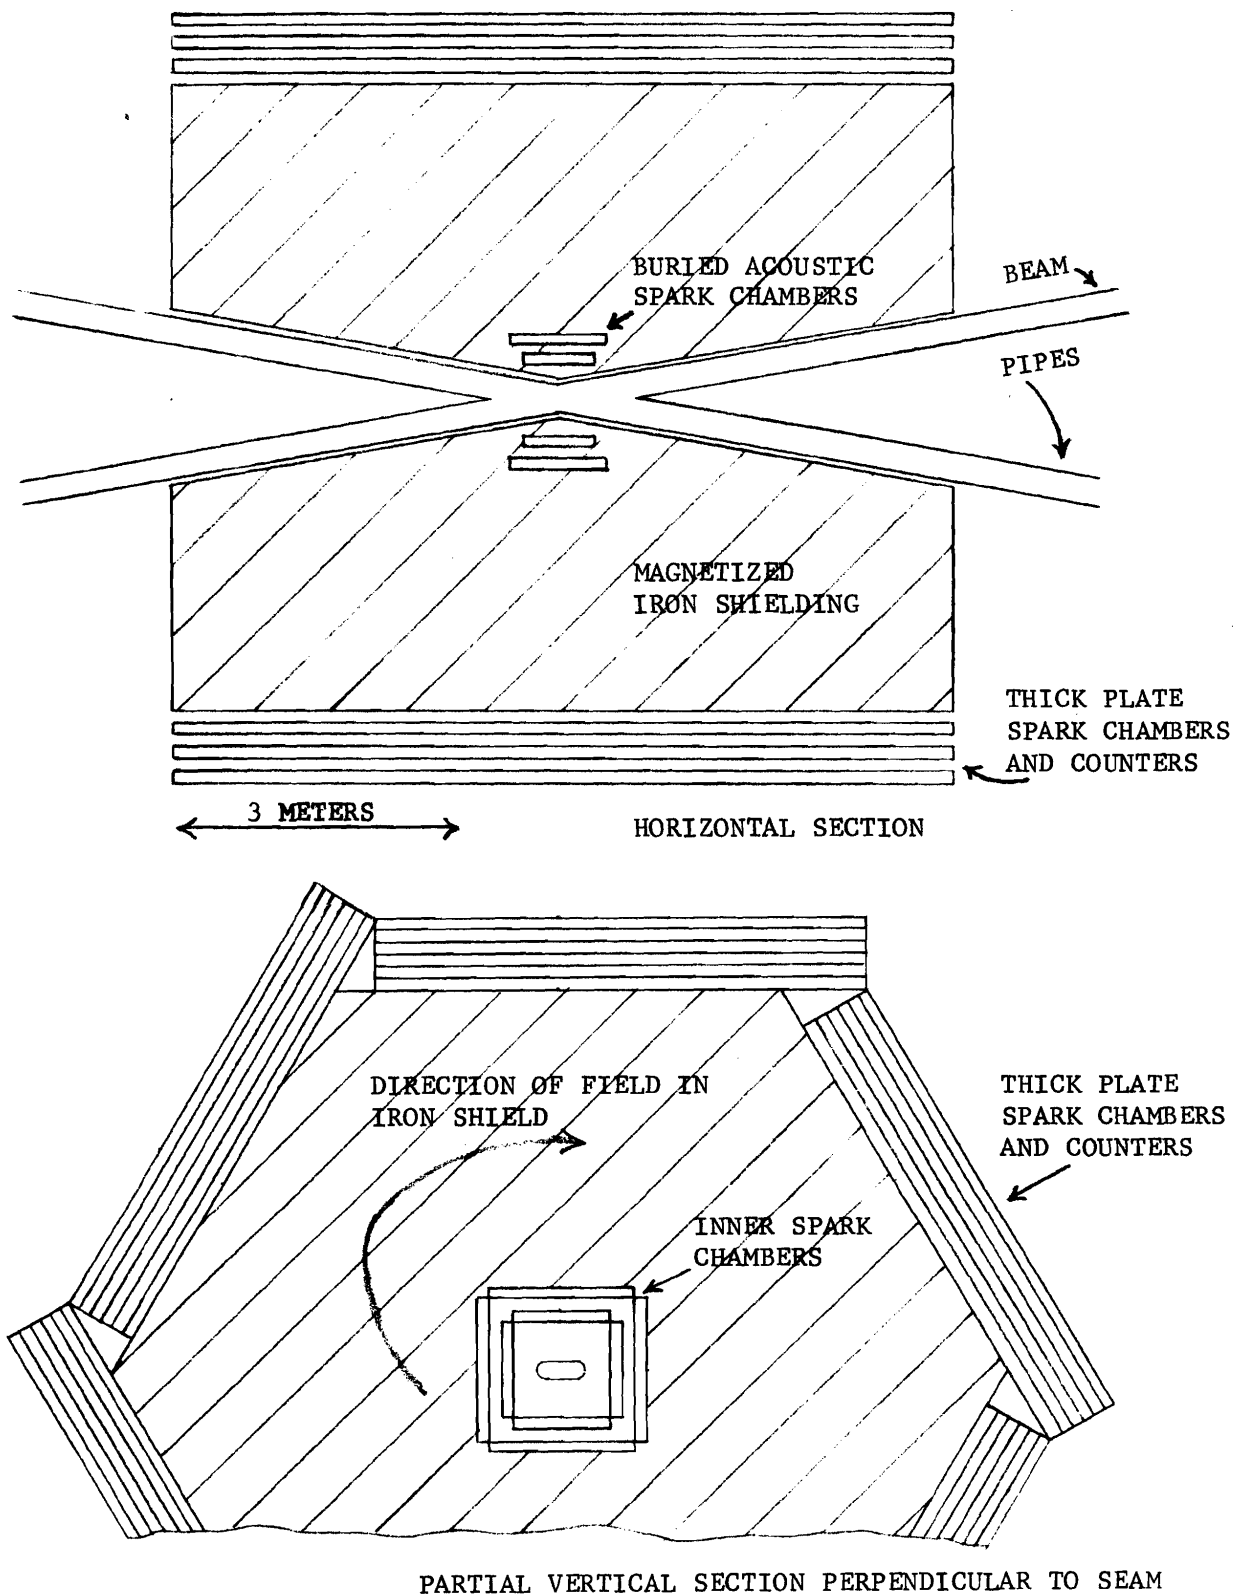 BURIED ACOUSTIC
SPARK CHAMBERS
BEAM
PIPES
MAGNETIZED
IRON SHIELDING
THICK PLATE
SPARK CHAMBERS
AND COUNTERS
3 METERS
HORIZONTAL SECTION
DIRECTION OF FIELD IN
IRON SHIELD
THICK PLATE
SPARK CHAMBERS
AND COUNTERS
INNER SPARK
CHAMBERS
PARTIAL VERTICAL SECTION PERPENDICULAR TO SEAM